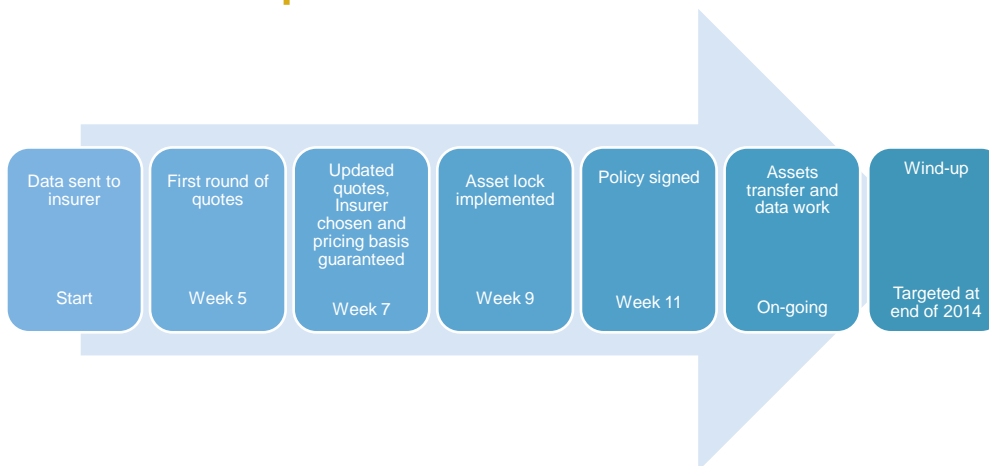 Data sent to
insurer
Start
First round of
quotes
Week 5
Updated
quotes,
Insurer
chosen and
pricing basis
guaranteed
Week 7
Asset lock
implemented
Week 9
Policy signed
Week 11
Assets
transfer and
data work
On-going
Wind-up
Targeted at
end of 2014